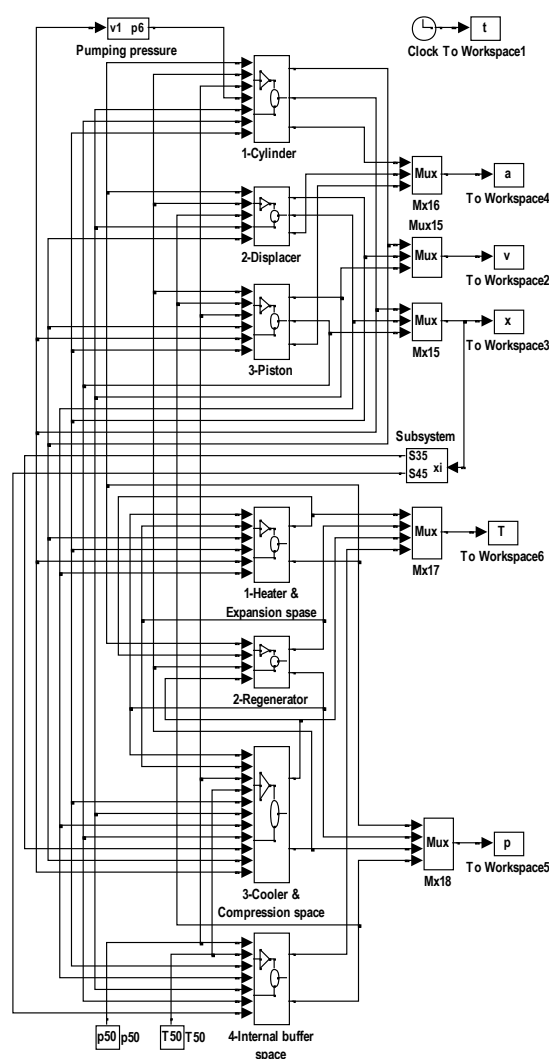 v1 p6
Pumping pressure
t
Clock To Workspace1
1-Cylinder
Mux
a
Mx16
To Workspace4
Mux15
2-Displacer
Mux
v
To Workspace2
Mux
x
3-Piston
Mx15
To Workspace3
Subsystem
S35
S45
xi
Mux
T
Mx17
To Workspace6
1-Heater &
Expansion spase
2-Regenerator
Mux
p
To Workspace5
Mx18
3-Cooler &
Compression space
p50 p50
T50 T50
4-Internal buffer
space